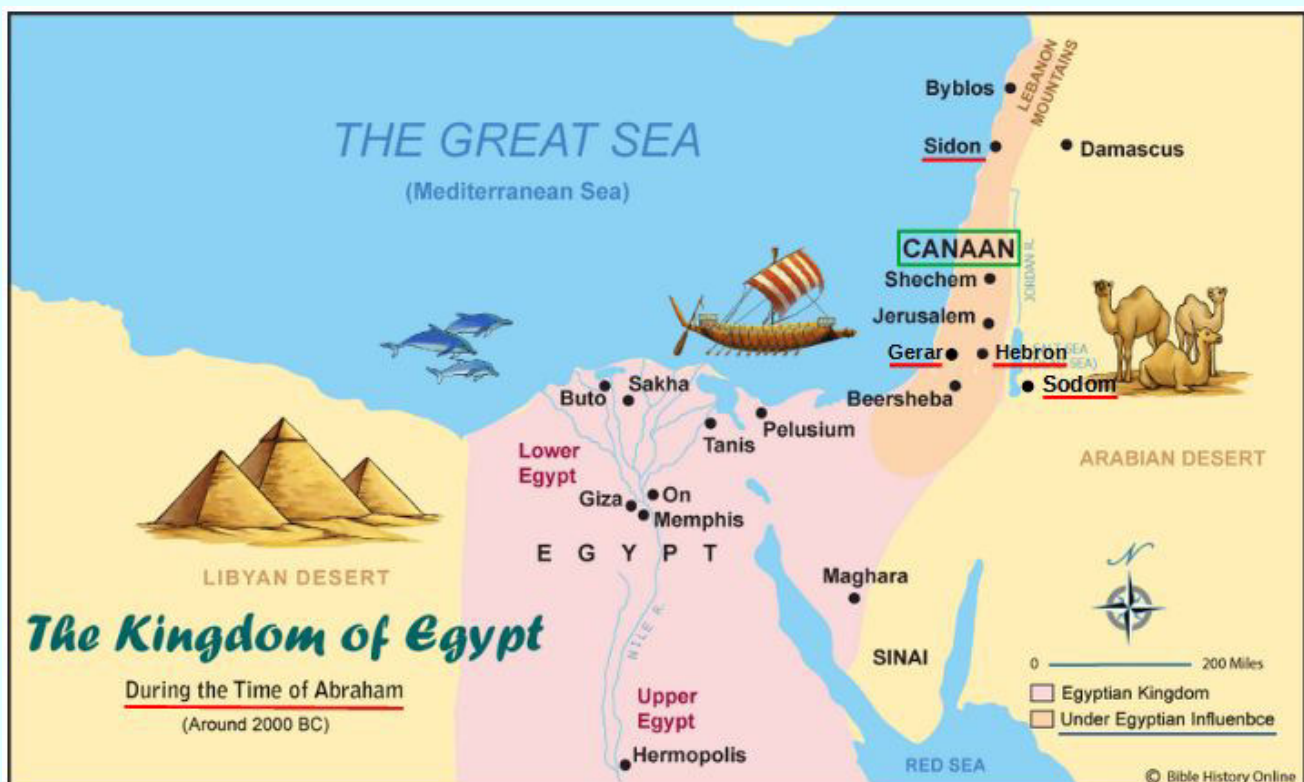 Byblos
LEBANON
MOUNTAINS
THE GREAT SEA
(Mediterranean Sea)
Sidon
Damascus
CANAAN
JORDAN R.
Shechem
Jerusalem
Gerar
Hebron
SEA
Beersheba
Sodom
Buto
Sakha
Tanis
Pelusium
Lower
Egypt
ARABIAN DESERT
Giza
On
Memphis
EGYPT
N
LIBYAN DESERT
Maghara
The Kingdom of Egypt
NILE R.
SINAI
0 200 Miles
During the Time of Abraham
(Around 2000 BC)
Upper
Egypt
Egyptian Kingdom
Under Egyptian Influenbce
Hermopolis
RED SEA
© Bible History Online